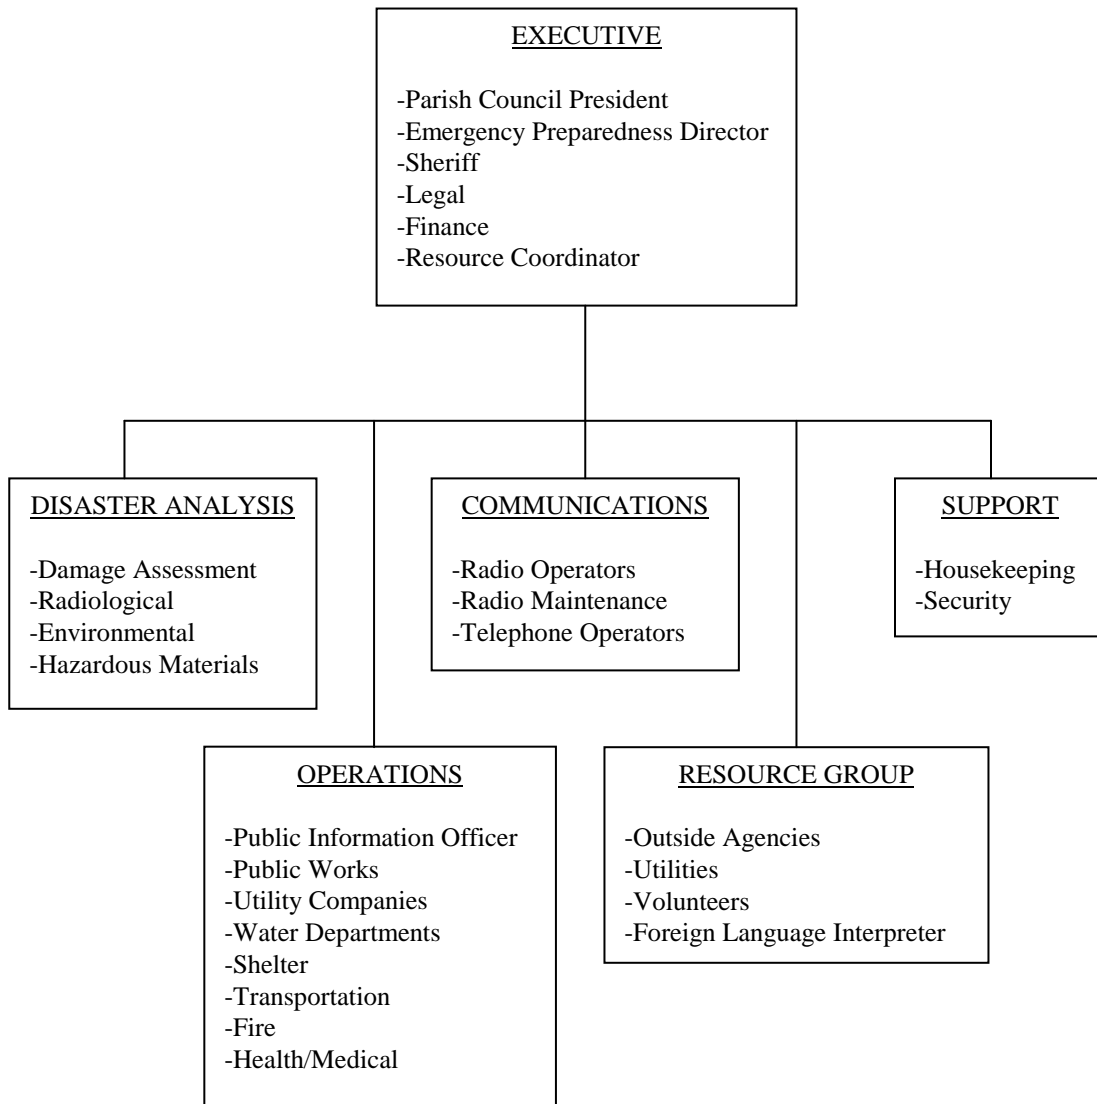 EXECUTIVE
-Parish Council President
-Emergency Preparedness Director
-Sheriff
-Legal
-Finance
-Resource Coordinator
DISASTER ANALYSIS
-Damage Assessment
-Radiological
-Environmental
-Hazardous Materials
COMMUNICATIONS
-Radio Operators
-Radio Maintenance
-Telephone Operators
SUPPORT
-Housekeeping
-Security
OPERATIONS
-Public Information Officer
-Public Works
-Utility Companies
-Water Departments
-Shelter
-Transportation
-Fire
-Health/Medical
RESOURCE GROUP
-Outside Agencies
-Utilities
-Volunteers
-Foreign Language Interpreter